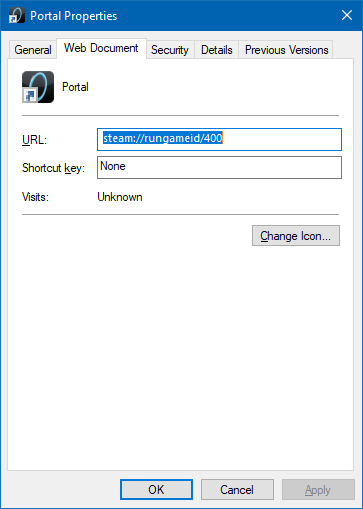 Portal Properties
General Web Document Security Details Previous Versions
Portal
URL: steam://rungameid/400
Shortcut key: None
Visits: Unknown
Change Icon...
OK Cancel Apply